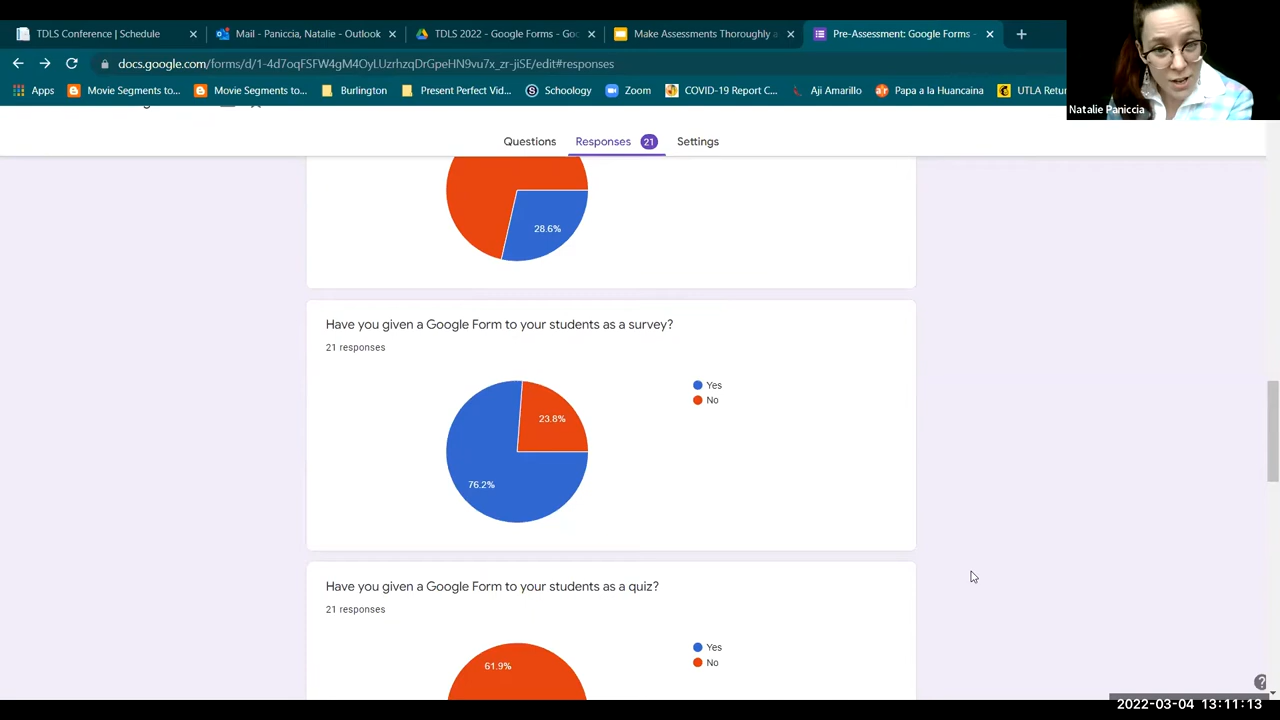 TDLS Conference | Schedule
Mail - Paniccia, Natalie - Outlook
TDLS 2022 - Google Forms - Goo
Make Assessments Thoroughly a
Pre-Assessment: Google Forms -
docs.google.com/forms/d/1-4d7oqFSFW4gM4OyLUzrhzqDrGpeHN9vu7x_zr-jiSE/edit#responses
Apps
Movie Segments to...
Movie Segments to...
Burlington
Present Perfect Vid...
Schoology
Zoom
COVID-19 Report C...
Aji Amarillo
Papa a la Huancaina
UTLA Retur
Natalie Paniccia
Questions
Responses 21
Settings
28.6%
Have you given a Google Form to your students as a survey?
21 responses
Yes
No
23.8%
76.2%
Have you given a Google Form to your students as a quiz?
21 responses
Yes
No
61.9%
2022-03-04 13:11:13